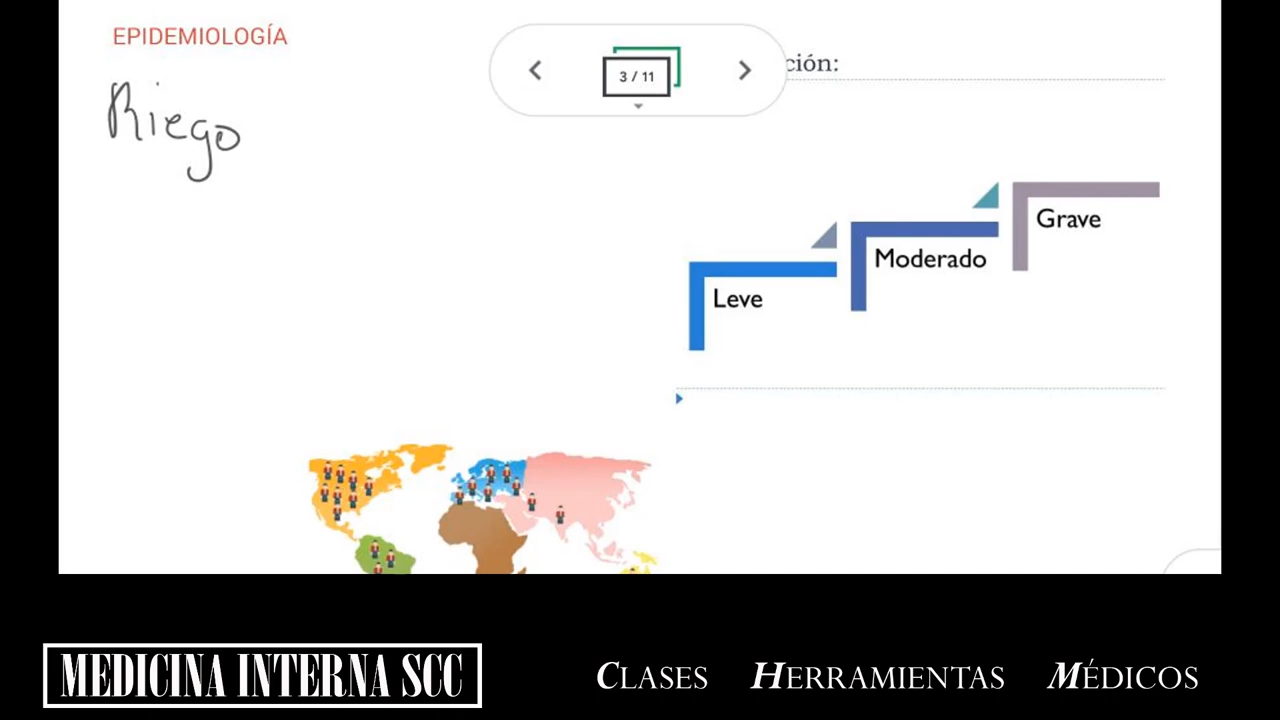 EPIDEMIOLOGÍA
Riego
3 / 11
ción:
Grave
Moderado
Leve
MEDICINA INTERNA SCC
CLASES HERRAMIENTAS MÉDICOS